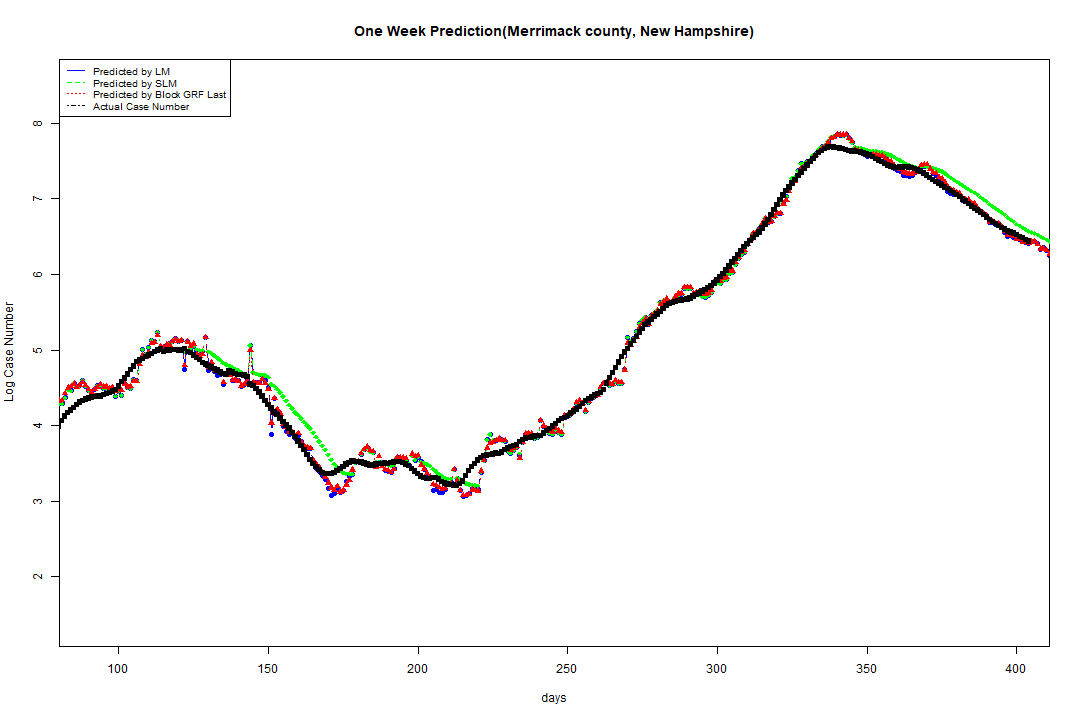 One Week Prediction(Merrimack county, New Hampshire)
Predicted by LM
Predicted by SLM
Predicted by Block GRF Last
Actual Case Number
8
7
6
5
4
3
2
Log Case Number
100 150 200 250 300 350 400
days